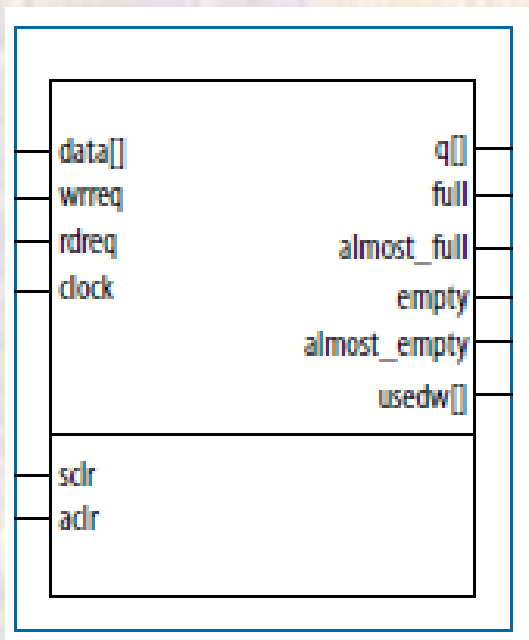 data[]
q[]
wrreq
full
rdreq
almost_full
clock
empty
almost_empty
usedw[]
sclr
aclr